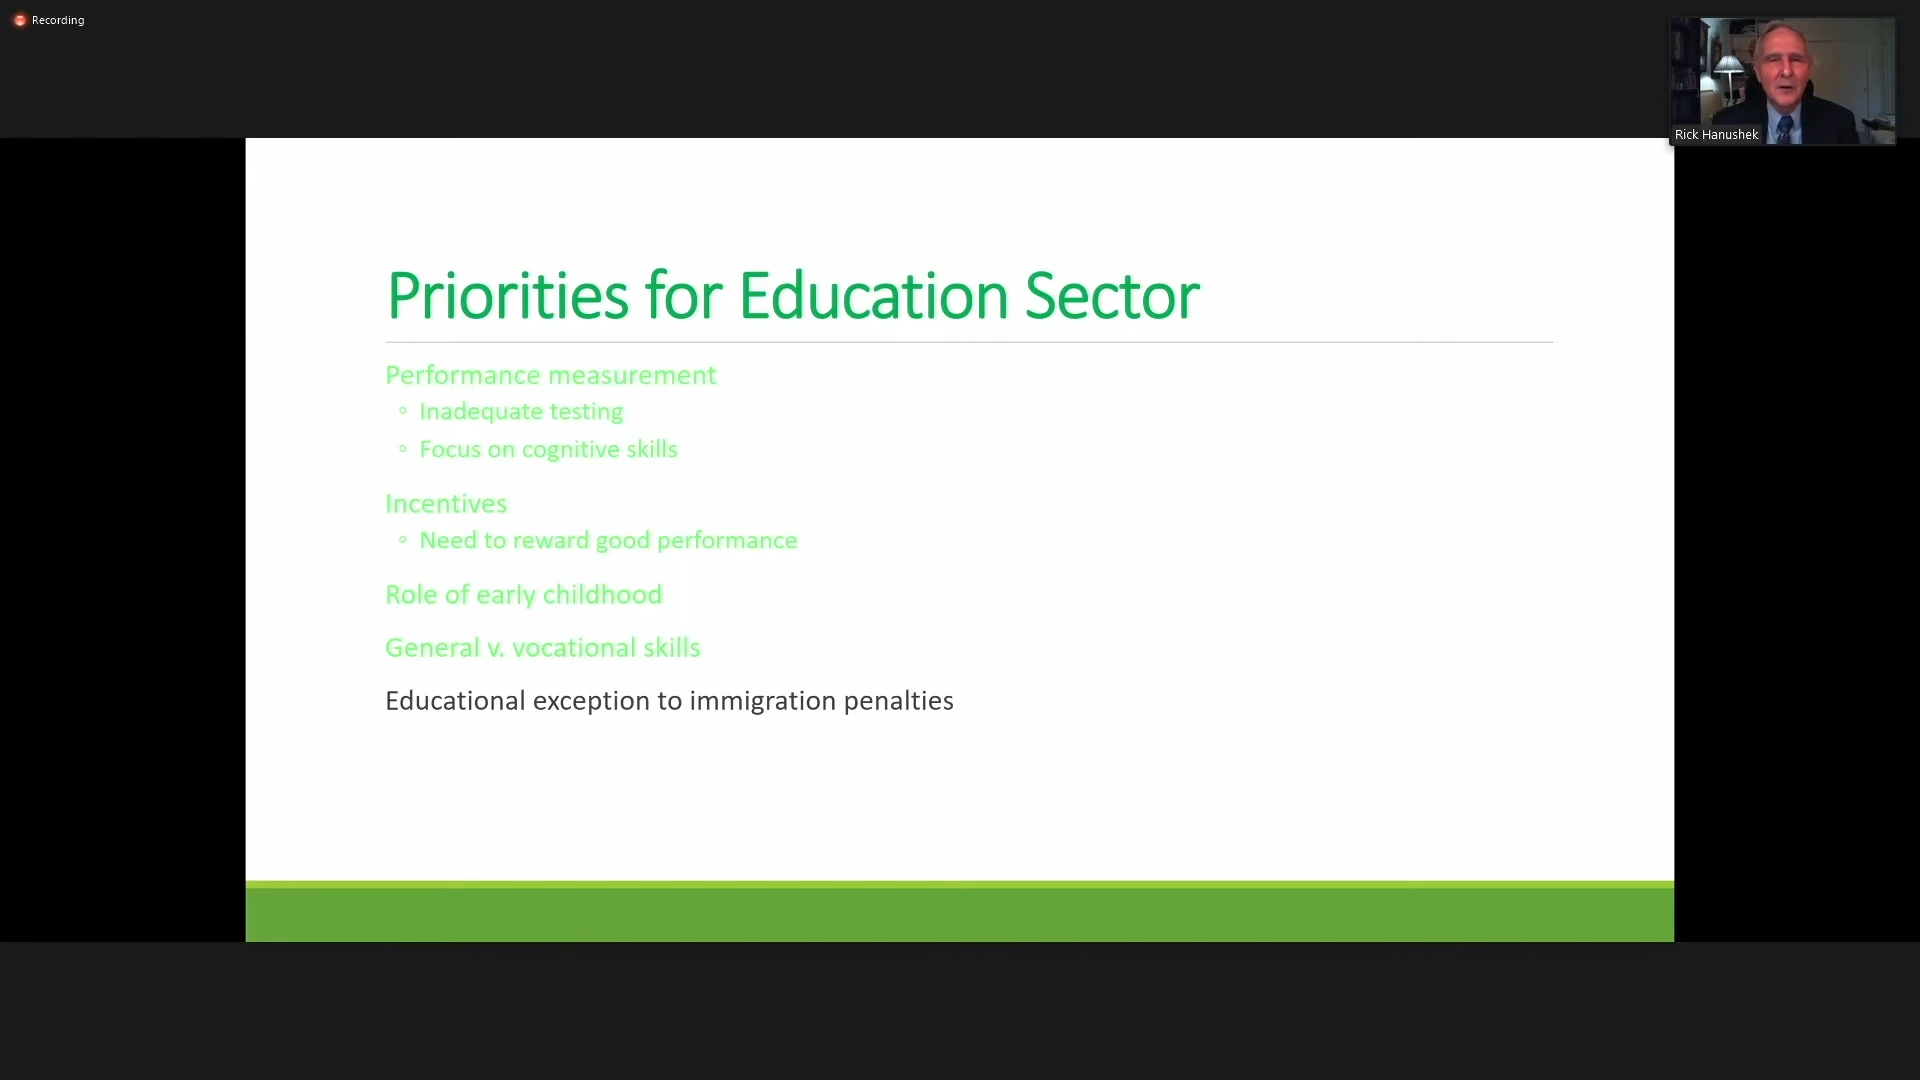 Recording
Rick Hanushek
Priorities for Education Sector
Performance measurement
◦ Inadequate testing
◦ Focus on cognitive skills
Incentives
◦ Need to reward good performance
Role of early childhood
General v. vocational skills
Educational exception to immigration penalties